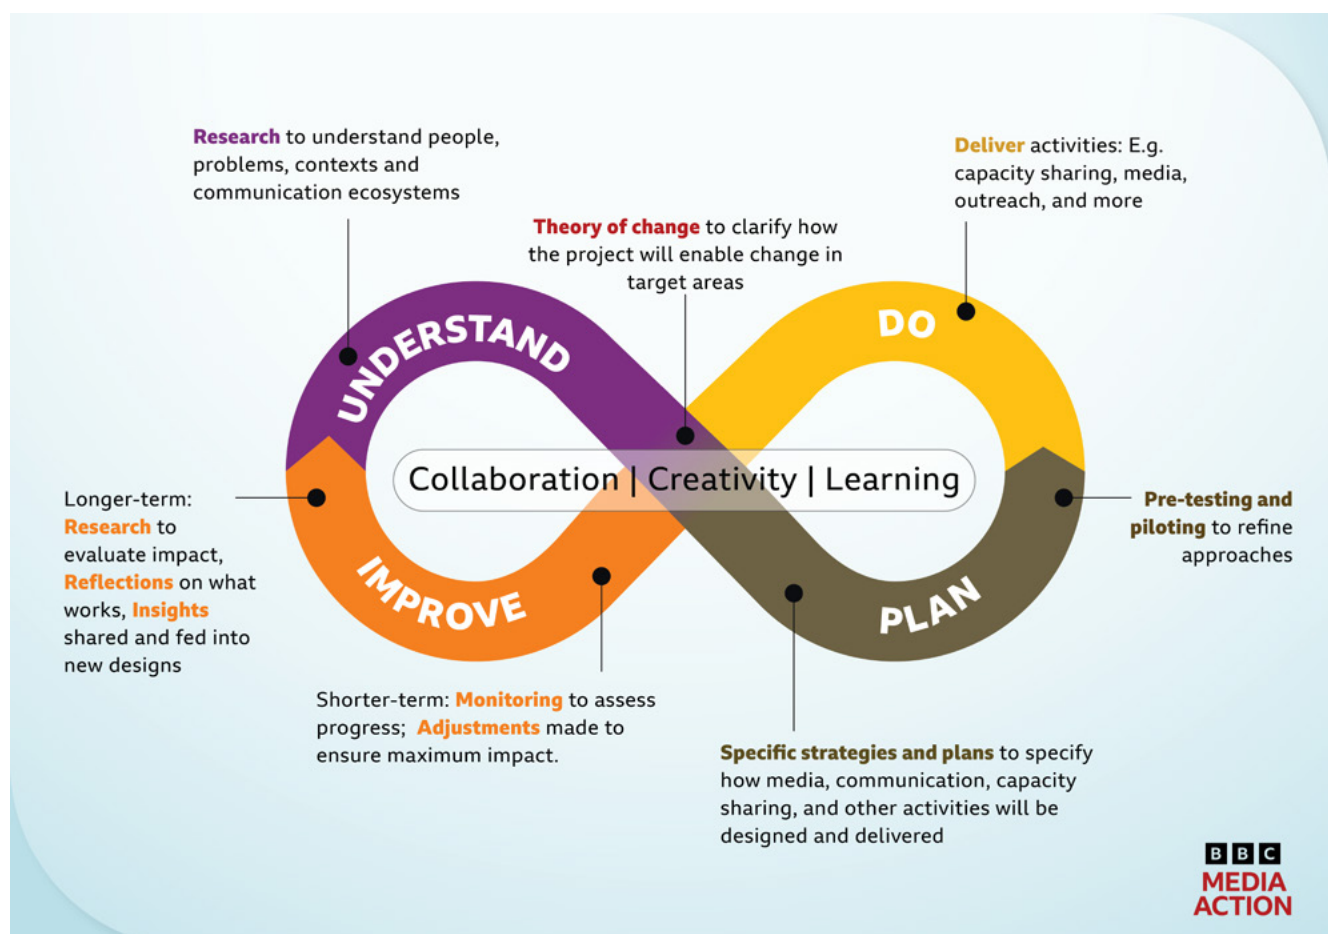 Research to understand people,
problems, contexts and
communication ecosystems
Deliver activities: E.g.
capacity sharing, media,
outreach, and more
Theory of change to clarify how
the project will enable change in
target areas
UNDERSTAND
DO
Collaboration | Creativity | Learning
Longer-term:
Research to
evaluate impact,
Reflections on what
works, Insights
shared and fed into
new designs
Pre-testing and
piloting to refine
approaches
IMPROVE
PLAN
Shorter-term: Monitoring to assess
progress; Adjustments made to
ensure maximum impact.
Specific strategies and plans to specify
how media, communication, capacity
sharing, and other activities will be
designed and delivered
BBC
MEDIA
ACTION